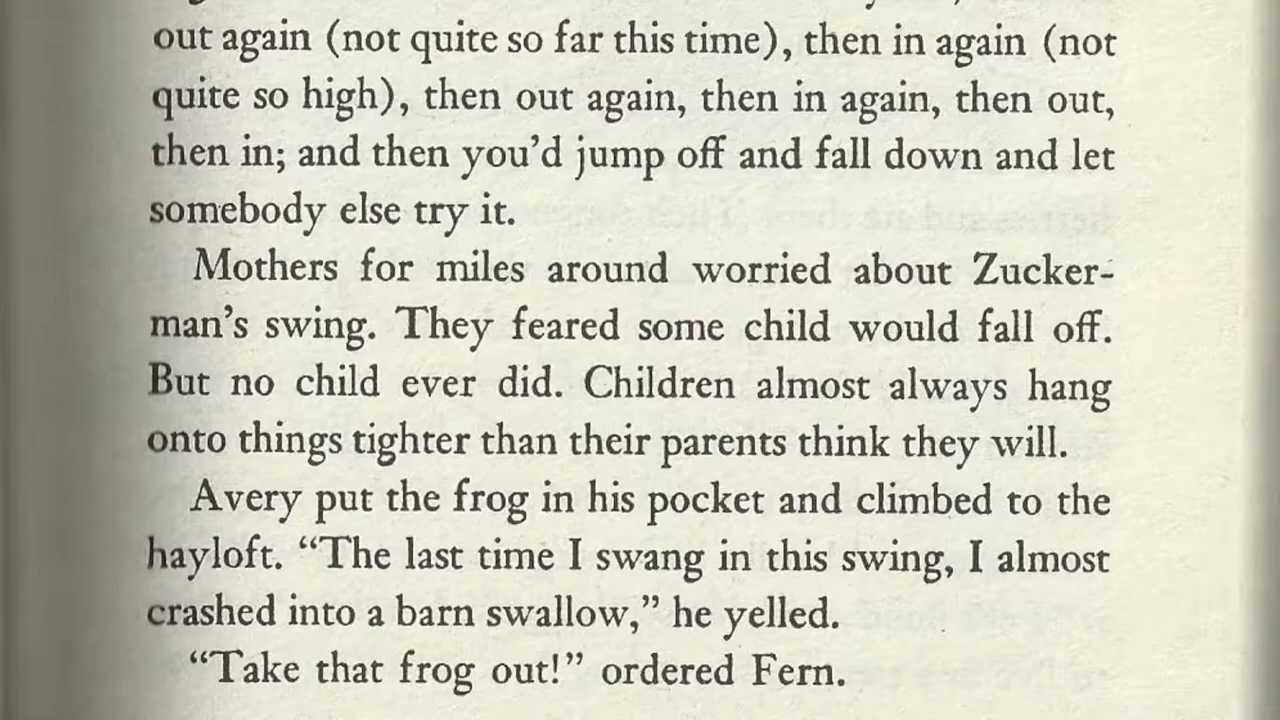 out again (not quite so far this time), then in again (not
quite so high), then out again, then in again, then out,
then in; and then you’d jump off and fall down and let
somebody else try it.
Mothers for miles around worried about Zucker-
man’s swing. They feared some child would fall off.
But no child ever did. Children almost always hang
onto things tighter than their parents think they will.
Avery put the frog in his pocket and climbed to the
hayloft. “The last time I swang in this swing, I almost
crashed into a barn swallow,” he yelled.
“Take that frog out!” ordered Fern.